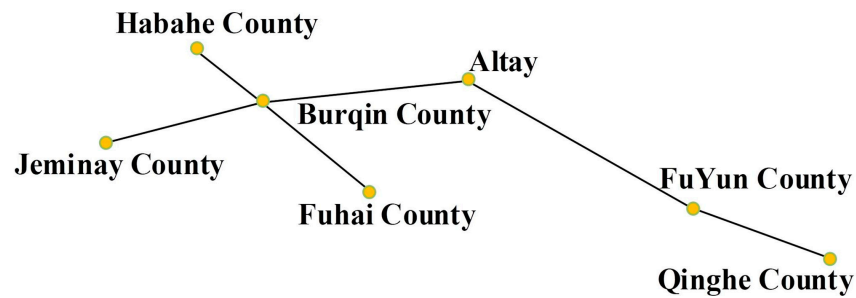 Habahe County
Altay
Burqin County
Jeminay County
FuYun County
Fuhai County
Qinghe County